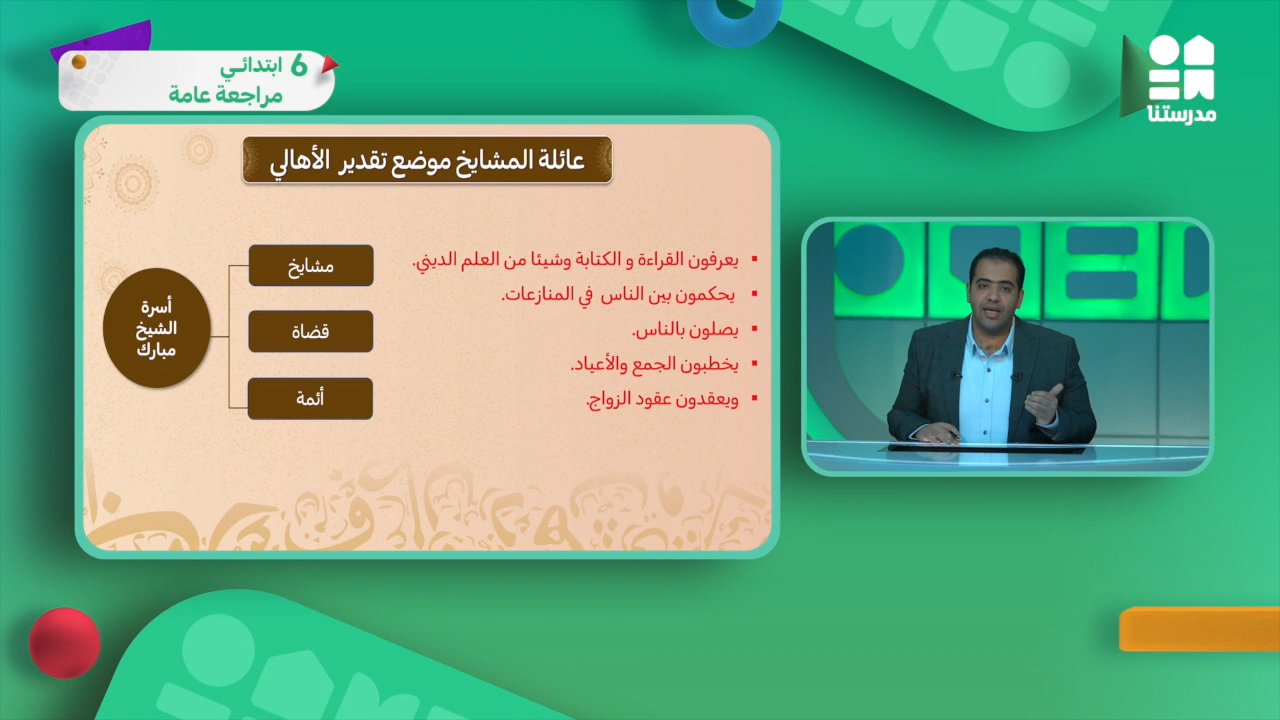 6 ابتدائي
مراجعة عامة
مدرستنا
عائلة المشايخ موضع تقدير الأهالي
يعرفون القراءة و الكتابة وشيئا من العلم الديني.
يحكمون بين الناس في المنازعات.
يصلون بالناس.
يخطبون الجمع والأعياد.
ويعقدون عقود الزواج.
مشايخ
قضاة
أئمة
أسرة
الشيخ
مبارك